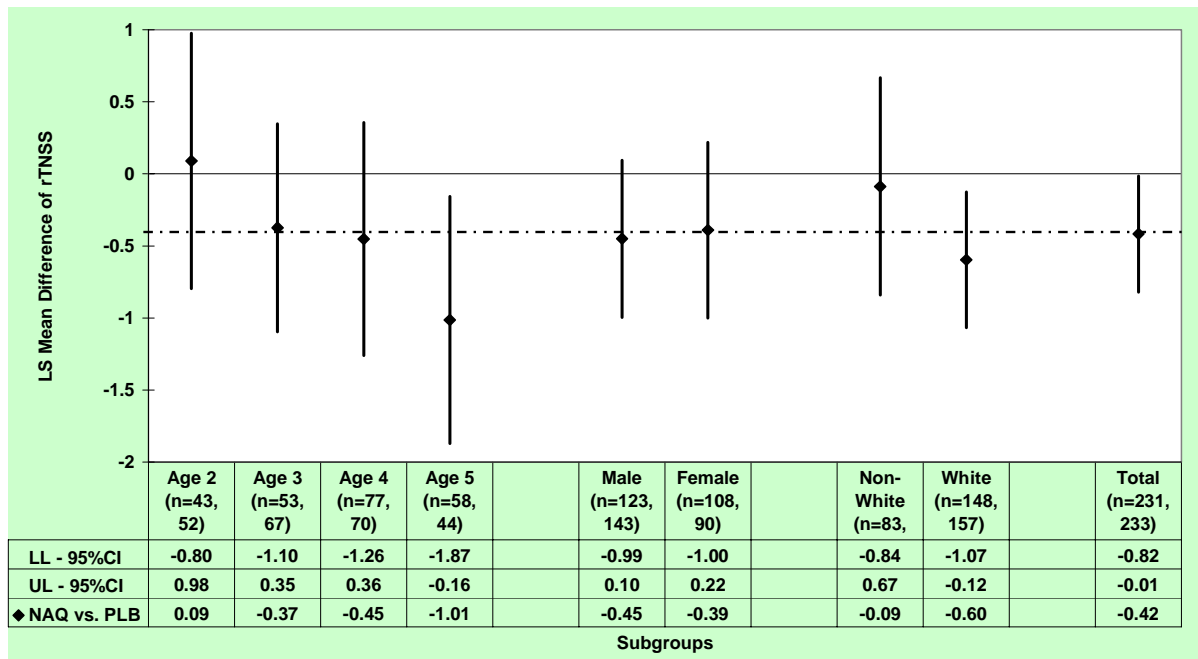 1
0.5
0
-0.5
-1
-1.5
-2
LS Mean Difference of rTNSS
Age 2 (n=43, 52) Age 3 (n=53, 67) Age 4 (n=77, 70) Age 5 (n=58, 44) Male (n=123, 143) Female (n=108, 90) Non-White (n=83, White (n=148, 157) Total (n=231, 233)
LL - 95%CI -0.80 -1.10 -1.26 -1.87 -0.99 -1.00 -0.84 -1.07 -0.82
UL - 95%CI 0.98 0.35 0.36 -0.16 0.10 0.22 0.67 -0.12 -0.01
◆ NAQ vs. PLB 0.09 -0.37 -0.45 -1.01 -0.45 -0.39 -0.09 -0.60 -0.42
Subgroups